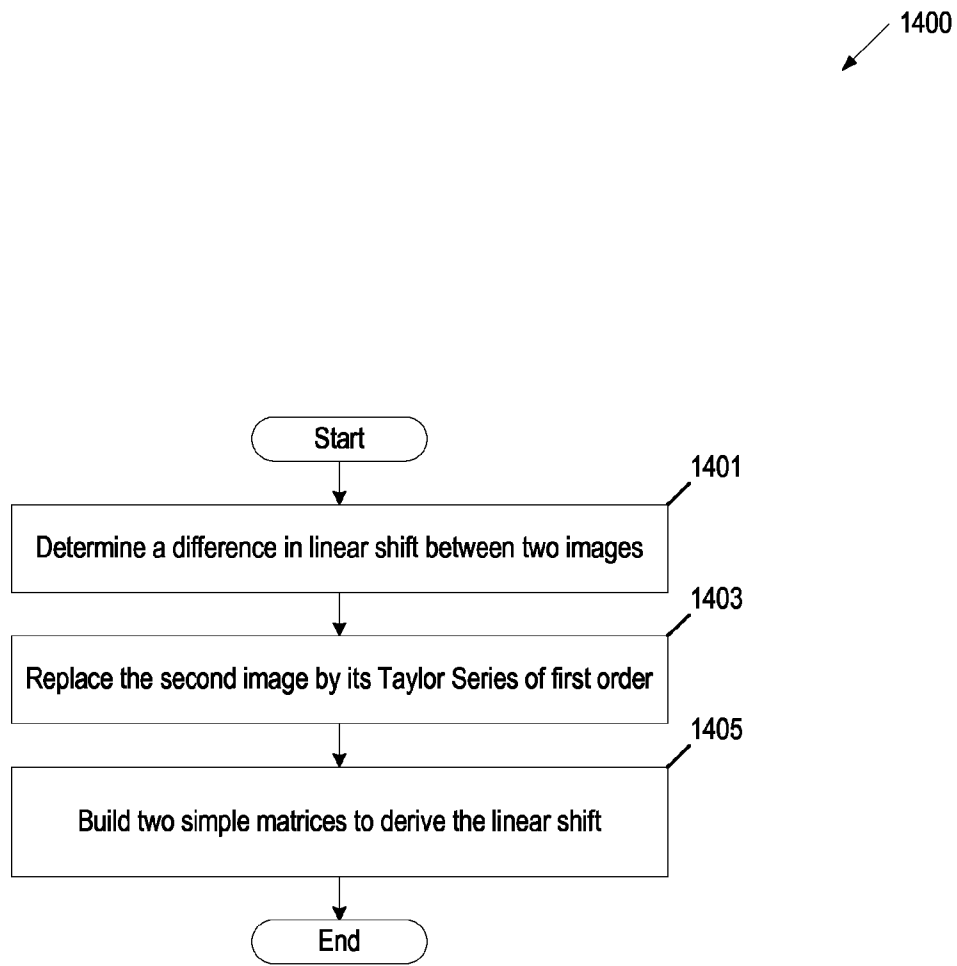 1400
Start
1401
Determine a difference in linear shift between two images
1403
Replace the second image by its Taylor Series of first order
1405
Build two simple matrices to derive the linear shift
End